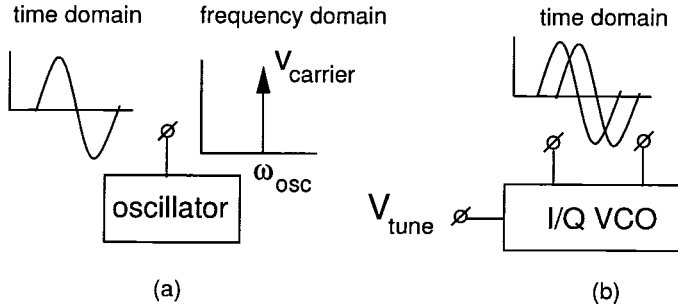 time domain
frequency domain
time domain
Vcarrier
ωosc
oscillator
Vtune
I/Q VCO
(a)
(b)